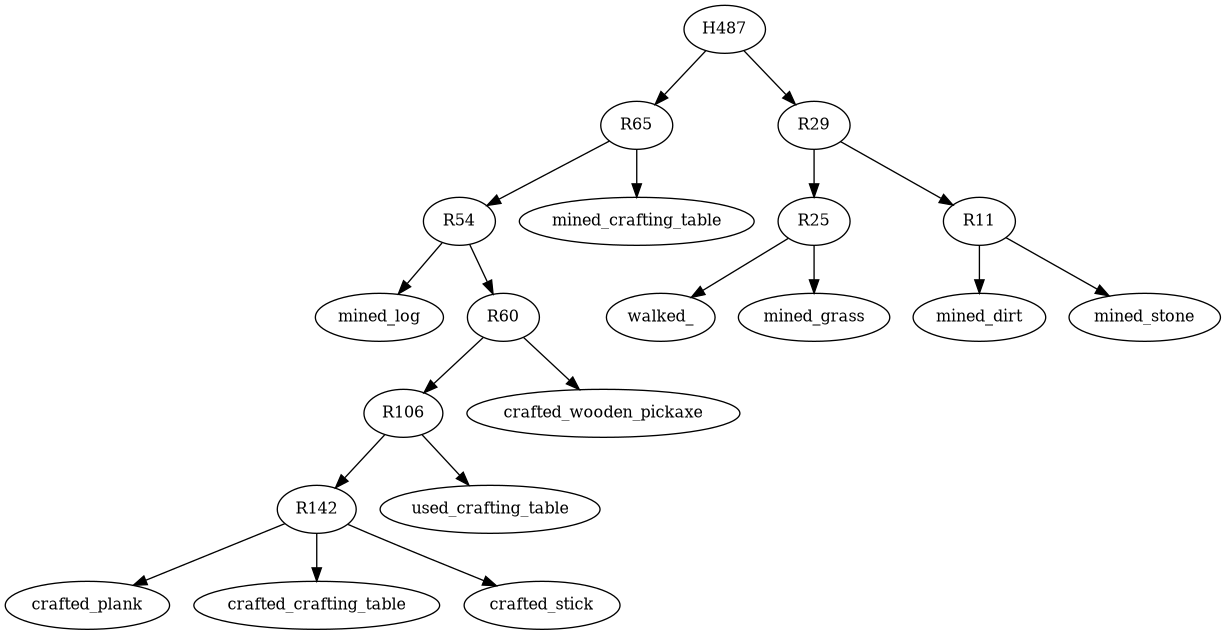 H487
R65
R29
R54
mined_crafting_table
R25
R11
mined_log
R60
walked_
mined_grass
mined_dirt
mined_stone
R106
crafted_wooden_pickaxe
R142
used_crafting_table
crafted_plank
crafted_crafting_table
crafted_stick